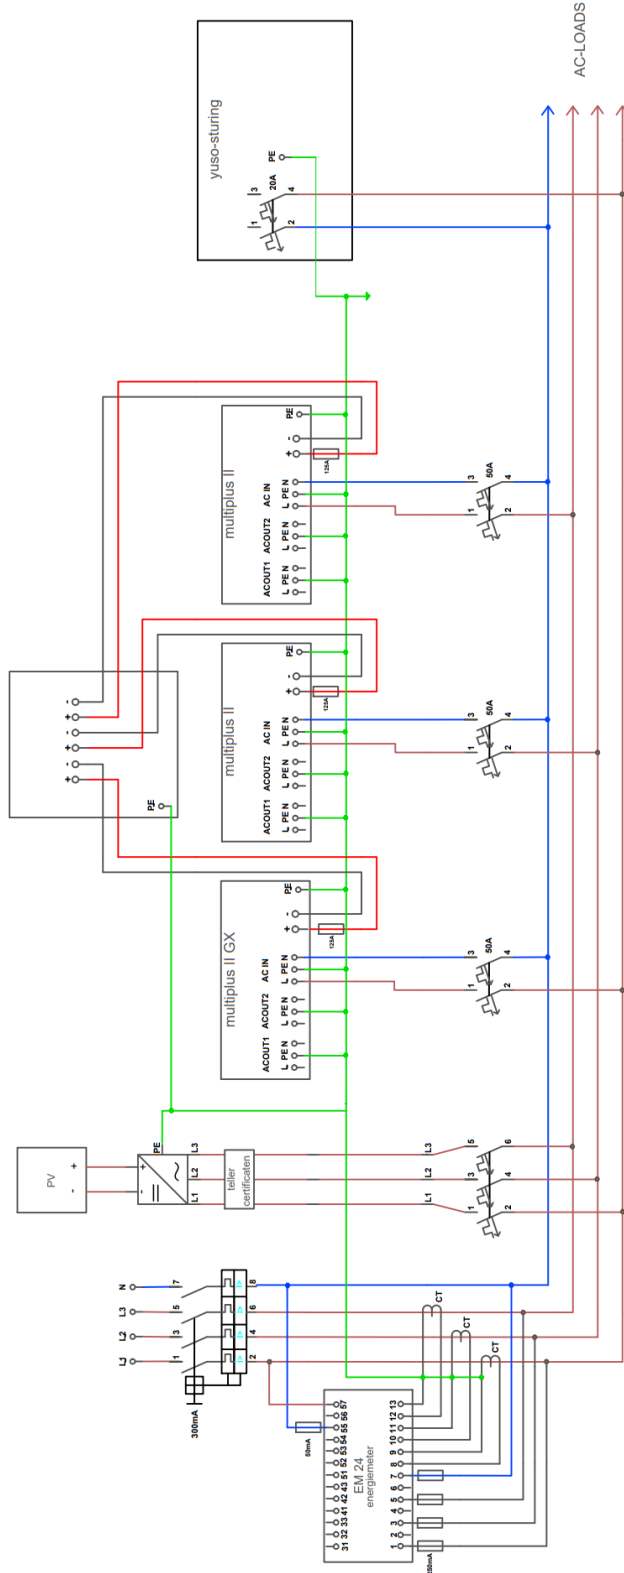 AC-LOADS
yuso-sturing
PE
20A
3
4
1
2
multiplus II
PE
-
+
125A
AC IN
L PE N
ACOUT2
L PE N
ACOUT1
L PE N
3
50A
4
1
2
-
+
-
+
-
+
PE
multiplus II
PE
-
+
125A
AC IN
L PE N
ACOUT2
L PE N
ACOUT1
L PE N
3
50A
4
1
2
multiplus II GX
PE
-
+
125A
AC IN
L PE N
ACOUT2
L PE N
ACOUT1
L PE N
3
50A
4
1
2
PV
+
-
+
-
PE
L3
L2
L1
teller
certificaten
L3
L2
L1
5
6
3
4
1
2
N
L3
L2
L1
7
5
3
1
8
6
4
2
300mA
CT
CT
CT
50mA
57
56
55
54
53
52
51
43
42
41
33
32
31
EM 24
energiemeter
13
12
11
10
9
8
7
6
5
4
3
2
1
250mA